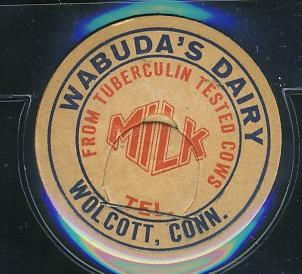 WABUDA'S DAIRY
FROM TUBERCULIN TESTED COWS
MILK
TEL.
WOLCOTT, CONN.